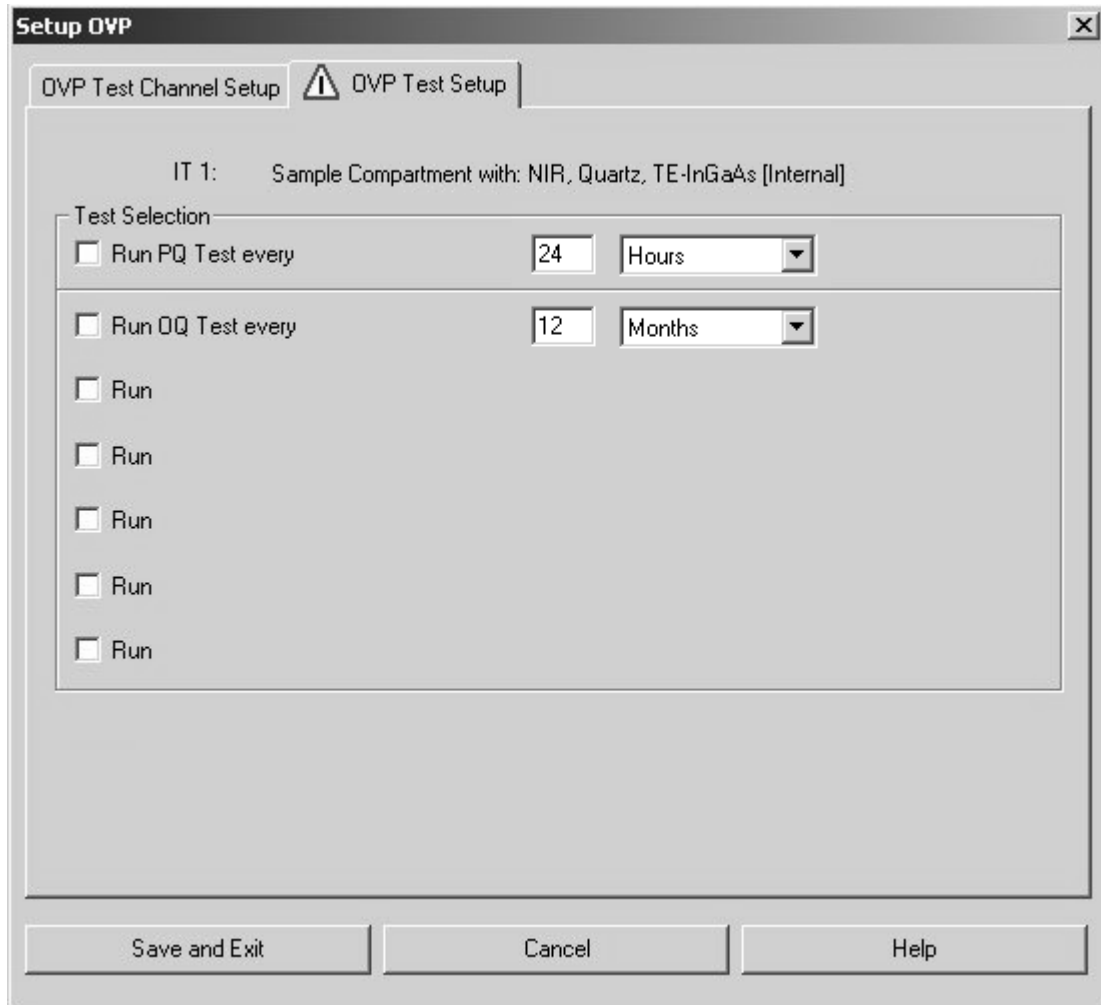 Setup OVP
OVP Test Channel Setup OVP Test Setup
IT 1: Sample Compartment with: NIR, Quartz, TE-InGaAs [Internal]
Test Selection
Run PQ Test every 24 Hours
Run OQ Test every 12 Months
Run
Run
Run
Run
Run
Save and Exit Cancel Help